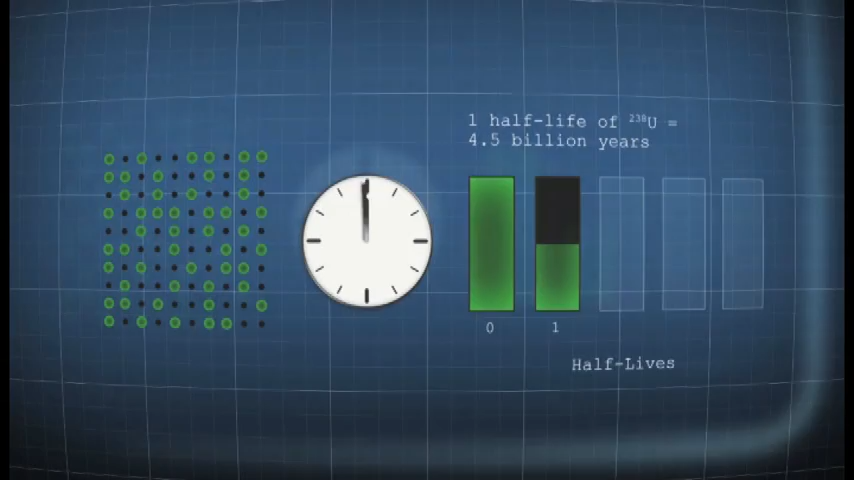 1 half-life of ²³⁸U =
4.5 billion years
0 1
Half-Lives